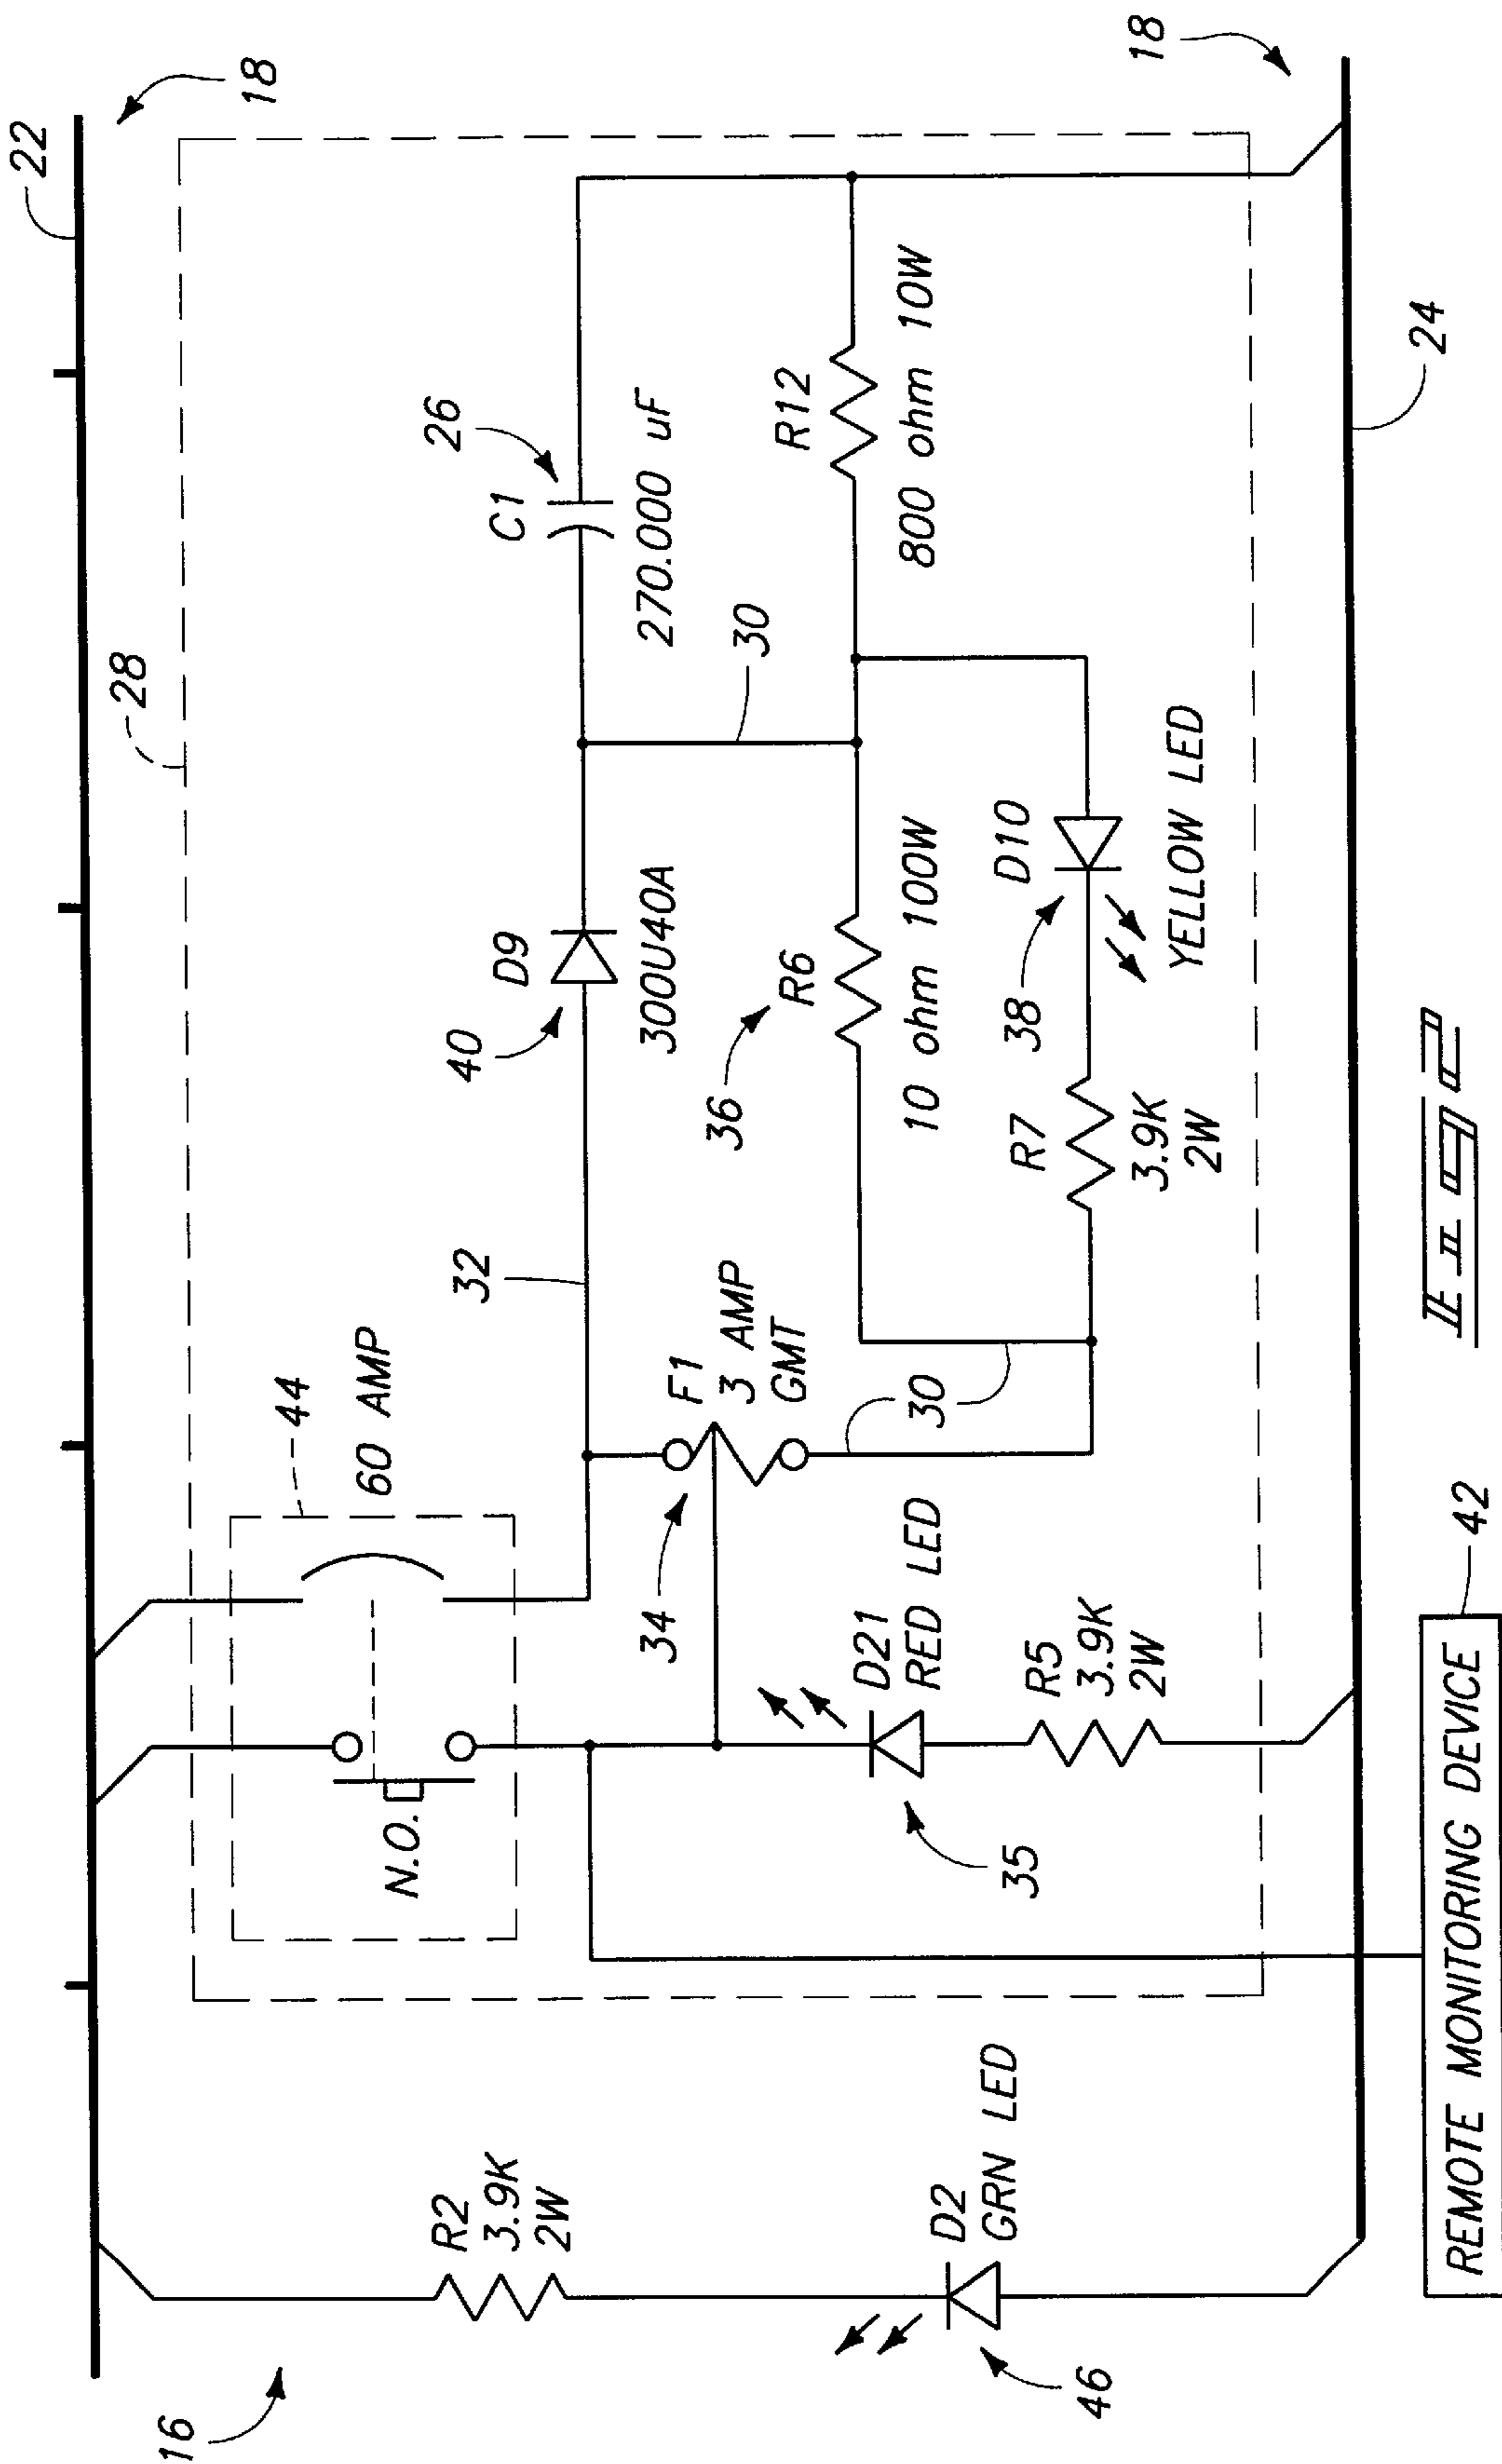 22
18
28
44
60 AMP
N.O.
32
40
D9
300U40A
C1
26
270.000 uF
30
R2
3.9K
2W
16
34
F1
3 AMP
GMT
36
R6
10 ohm 100W
R12
800 ohm 10W
30
D21
RED LED
35
R5
3.9K
2W
R7
3.9K
2W
38
D10
YELLOW LED
D2
GRN LED
46
18
24
REMOTE MONITORING DEVICE
42
Fig 2